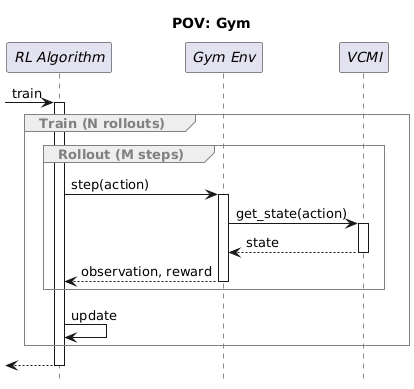 POV: Gym
RL Algorithm
Gym Env
VCMI
train
Train (N rollouts)
Rollout (M steps)
step(action)
get_state(action)
state
observation, reward
update